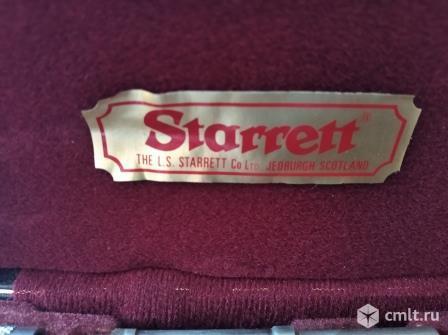 Starrett®
THE L.S. STARRETT Co LTD. JEDBURGH SCOTLAND
cmlt.ru